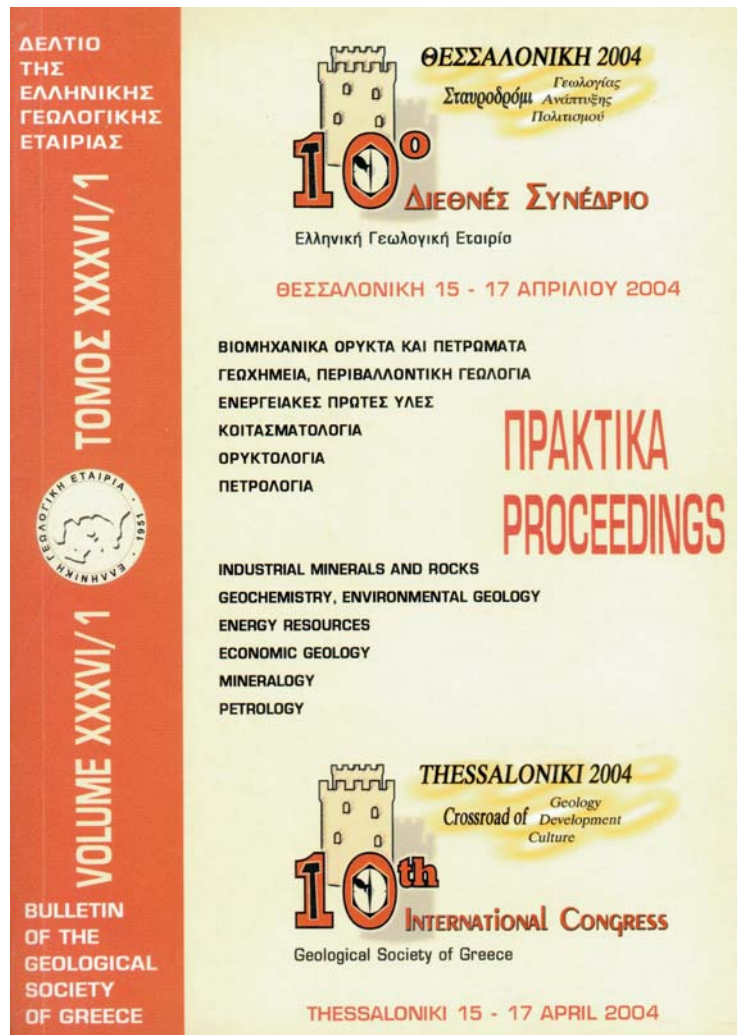 ΔΕΛΤΙΟ
ΤΗΣ
ΕΛΛΗΝΙΚΗΣ
ΓΕΩΛΟΓΙΚΗΣ
ΕΤΑΙΡΙΑΣ
ΤΟΜΟΣ XXXVI/1
ΕΛΛΗΝΙΚΗ ΓΕΩΛΟΓΙΚΗ ΕΤΑΙΡΙΑ · 1951 ·
VOLUME XXXVI/1
BULLETIN
OF THE
GEOLOGICAL
SOCIETY
OF GREECE
ΘΕΣΣΑΛΟΝΙΚΗ 2004
Σταυροδρόμι Γεωλογίας
Ανάπτυξης
Πολιτισμού
10ο
ΔΙΕΘΝΈΣ ΣΥΝΈΔΡΙΟ
Ελληνική Γεωλογική Εταιρία
ΘΕΣΣΑΛΟΝΙΚΗ 15 - 17 ΑΠΡΙΛΙΟΥ 2004
ΒΙΟΜΗΧΑΝΙΚΑ ΟΡΥΚΤΑ ΚΑΙ ΠΕΤΡΩΜΑΤΑ
ΓΕΩΧΗΜΕΙΑ, ΠΕΡΙΒΑΛΛΟΝΤΙΚΗ ΓΕΩΛΟΓΙΑ
ΕΝΕΡΓΕΙΑΚΕΣ ΠΡΩΤΕΣ ΥΛΕΣ
ΚΟΙΤΑΣΜΑΤΟΛΟΓΙΑ
ΟΡΥΚΤΟΛΟΓΙΑ
ΠΕΤΡΟΛΟΓΙΑ
ΠΡΑΚΤΙΚΑ
PROCEEDINGS
INDUSTRIAL MINERALS AND ROCKS
GEOCHEMISTRY, ENVIRONMENTAL GEOLOGY
ENERGY RESOURCES
ECONOMIC GEOLOGY
MINERALOGY
PETROLOGY
THESSALONIKI 2004
Crossroad of Geology
Development
Culture
10th
INTERNATIONAL CONGRESS
Geological Society of Greece
THESSALONIKI 15 - 17 APRIL 2004